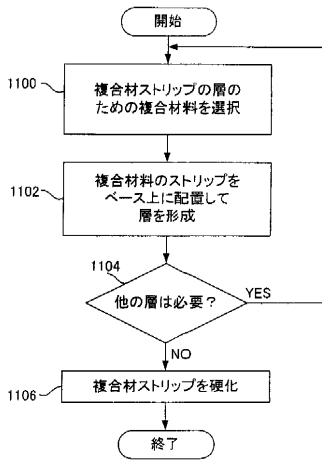 開始
1100
複合材ストリップの層の
ための複合材料を選択
1102
複合材料のストリップを
ベース上に配置して
層を形成
1104
他の層は必要？
YES
NO
1106
複合材ストリップを硬化
終了